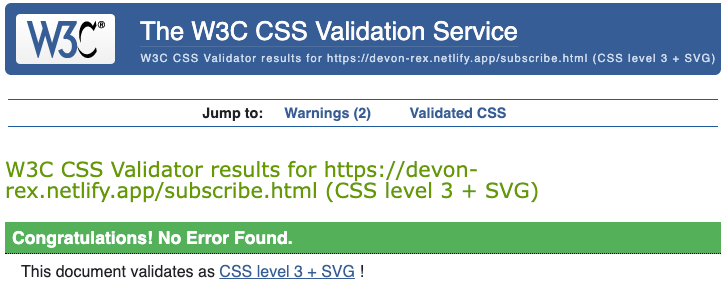 W3C®
The W3C CSS Validation Service
W3C CSS Validator results for https://devon-rex.netlify.app/subscribe.html (CSS level 3 + SVG)
Jump to: Warnings (2) Validated CSS
W3C CSS Validator results for https://devon-
rex.netlify.app/subscribe.html (CSS level 3 + SVG)
Congratulations! No Error Found.
This document validates as CSS level 3 + SVG !